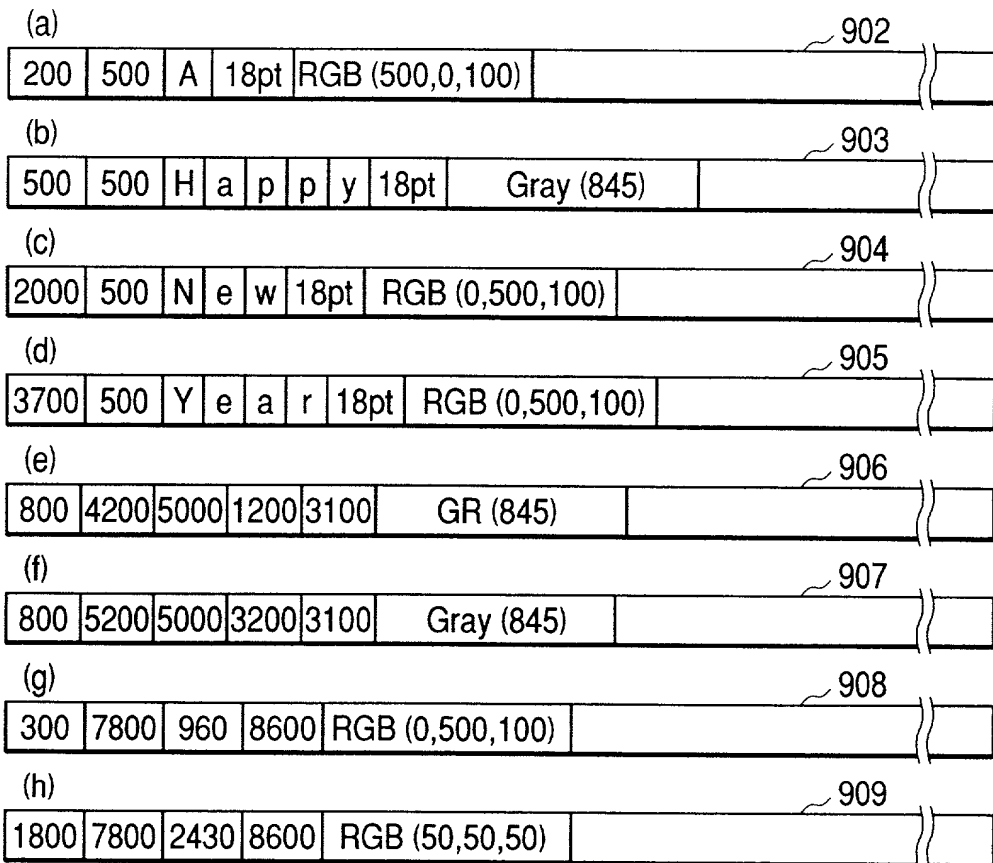 (a)
902
200 500 A 18pt RGB (500,0,100)
(b)
903
500 500 H a p p y 18pt Gray (845)
(c)
904
2000 500 N e w 18pt RGB (0,500,100)
(d)
905
3700 500 Y e a r 18pt RGB (0,500,100)
(e)
906
800 4200 5000 1200 3100 GR (845)
(f)
907
800 5200 5000 3200 3100 Gray (845)
(g)
908
300 7800 960 8600 RGB (0,500,100)
(h)
909
1800 7800 2430 8600 RGB (50,50,50)